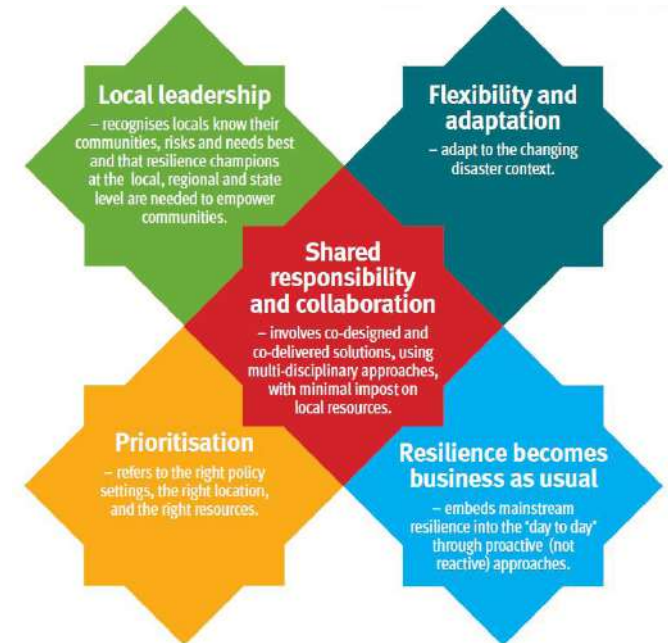 Local leadership
– recognises locals know their
communities, risks and needs best
and that resilience champions
at the local, regional and state
level are needed to empower
communities.
Flexibility and
adaptation
– adapt to the changing
disaster context.
Shared
responsibility
and collaboration
– involves co-designed and
co-delivered solutions, using
multi-disciplinary approaches,
with minimal impost on
local resources.
Prioritisation
– refers to the right policy
settings, the right location,
and the right resources.
Resilience becomes
business as usual
– embeds mainstream
resilience into the "day to day"
through proactive (not
reactive) approaches.